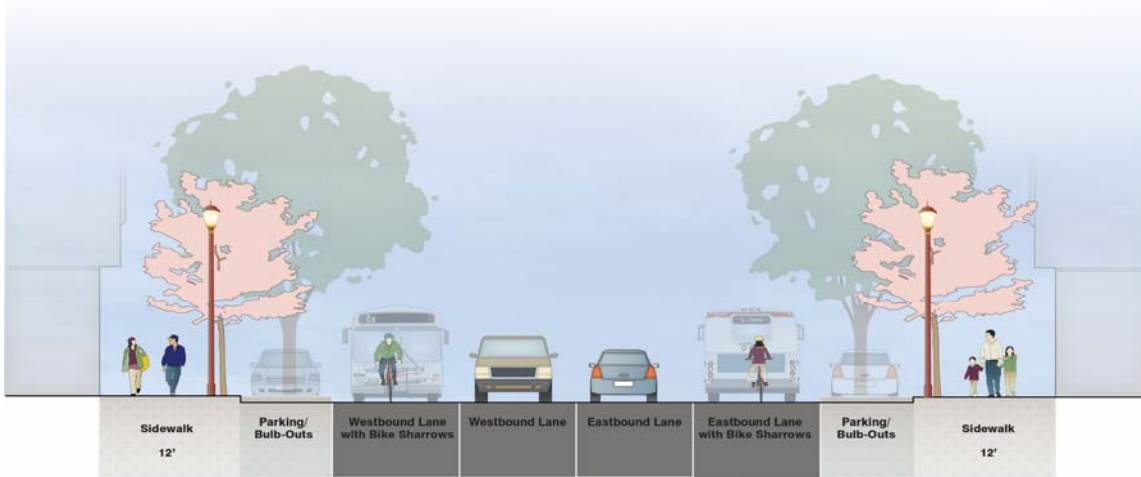 Sidewalk
12'
Parking/
Bulb-Outs
Westbound Lane
with Bike Sharrows
Westbound Lane
Eastbound Lane
Eastbound Lane
with Bike Sharrows
Parking/
Bulb-Outs
Sidewalk
12'